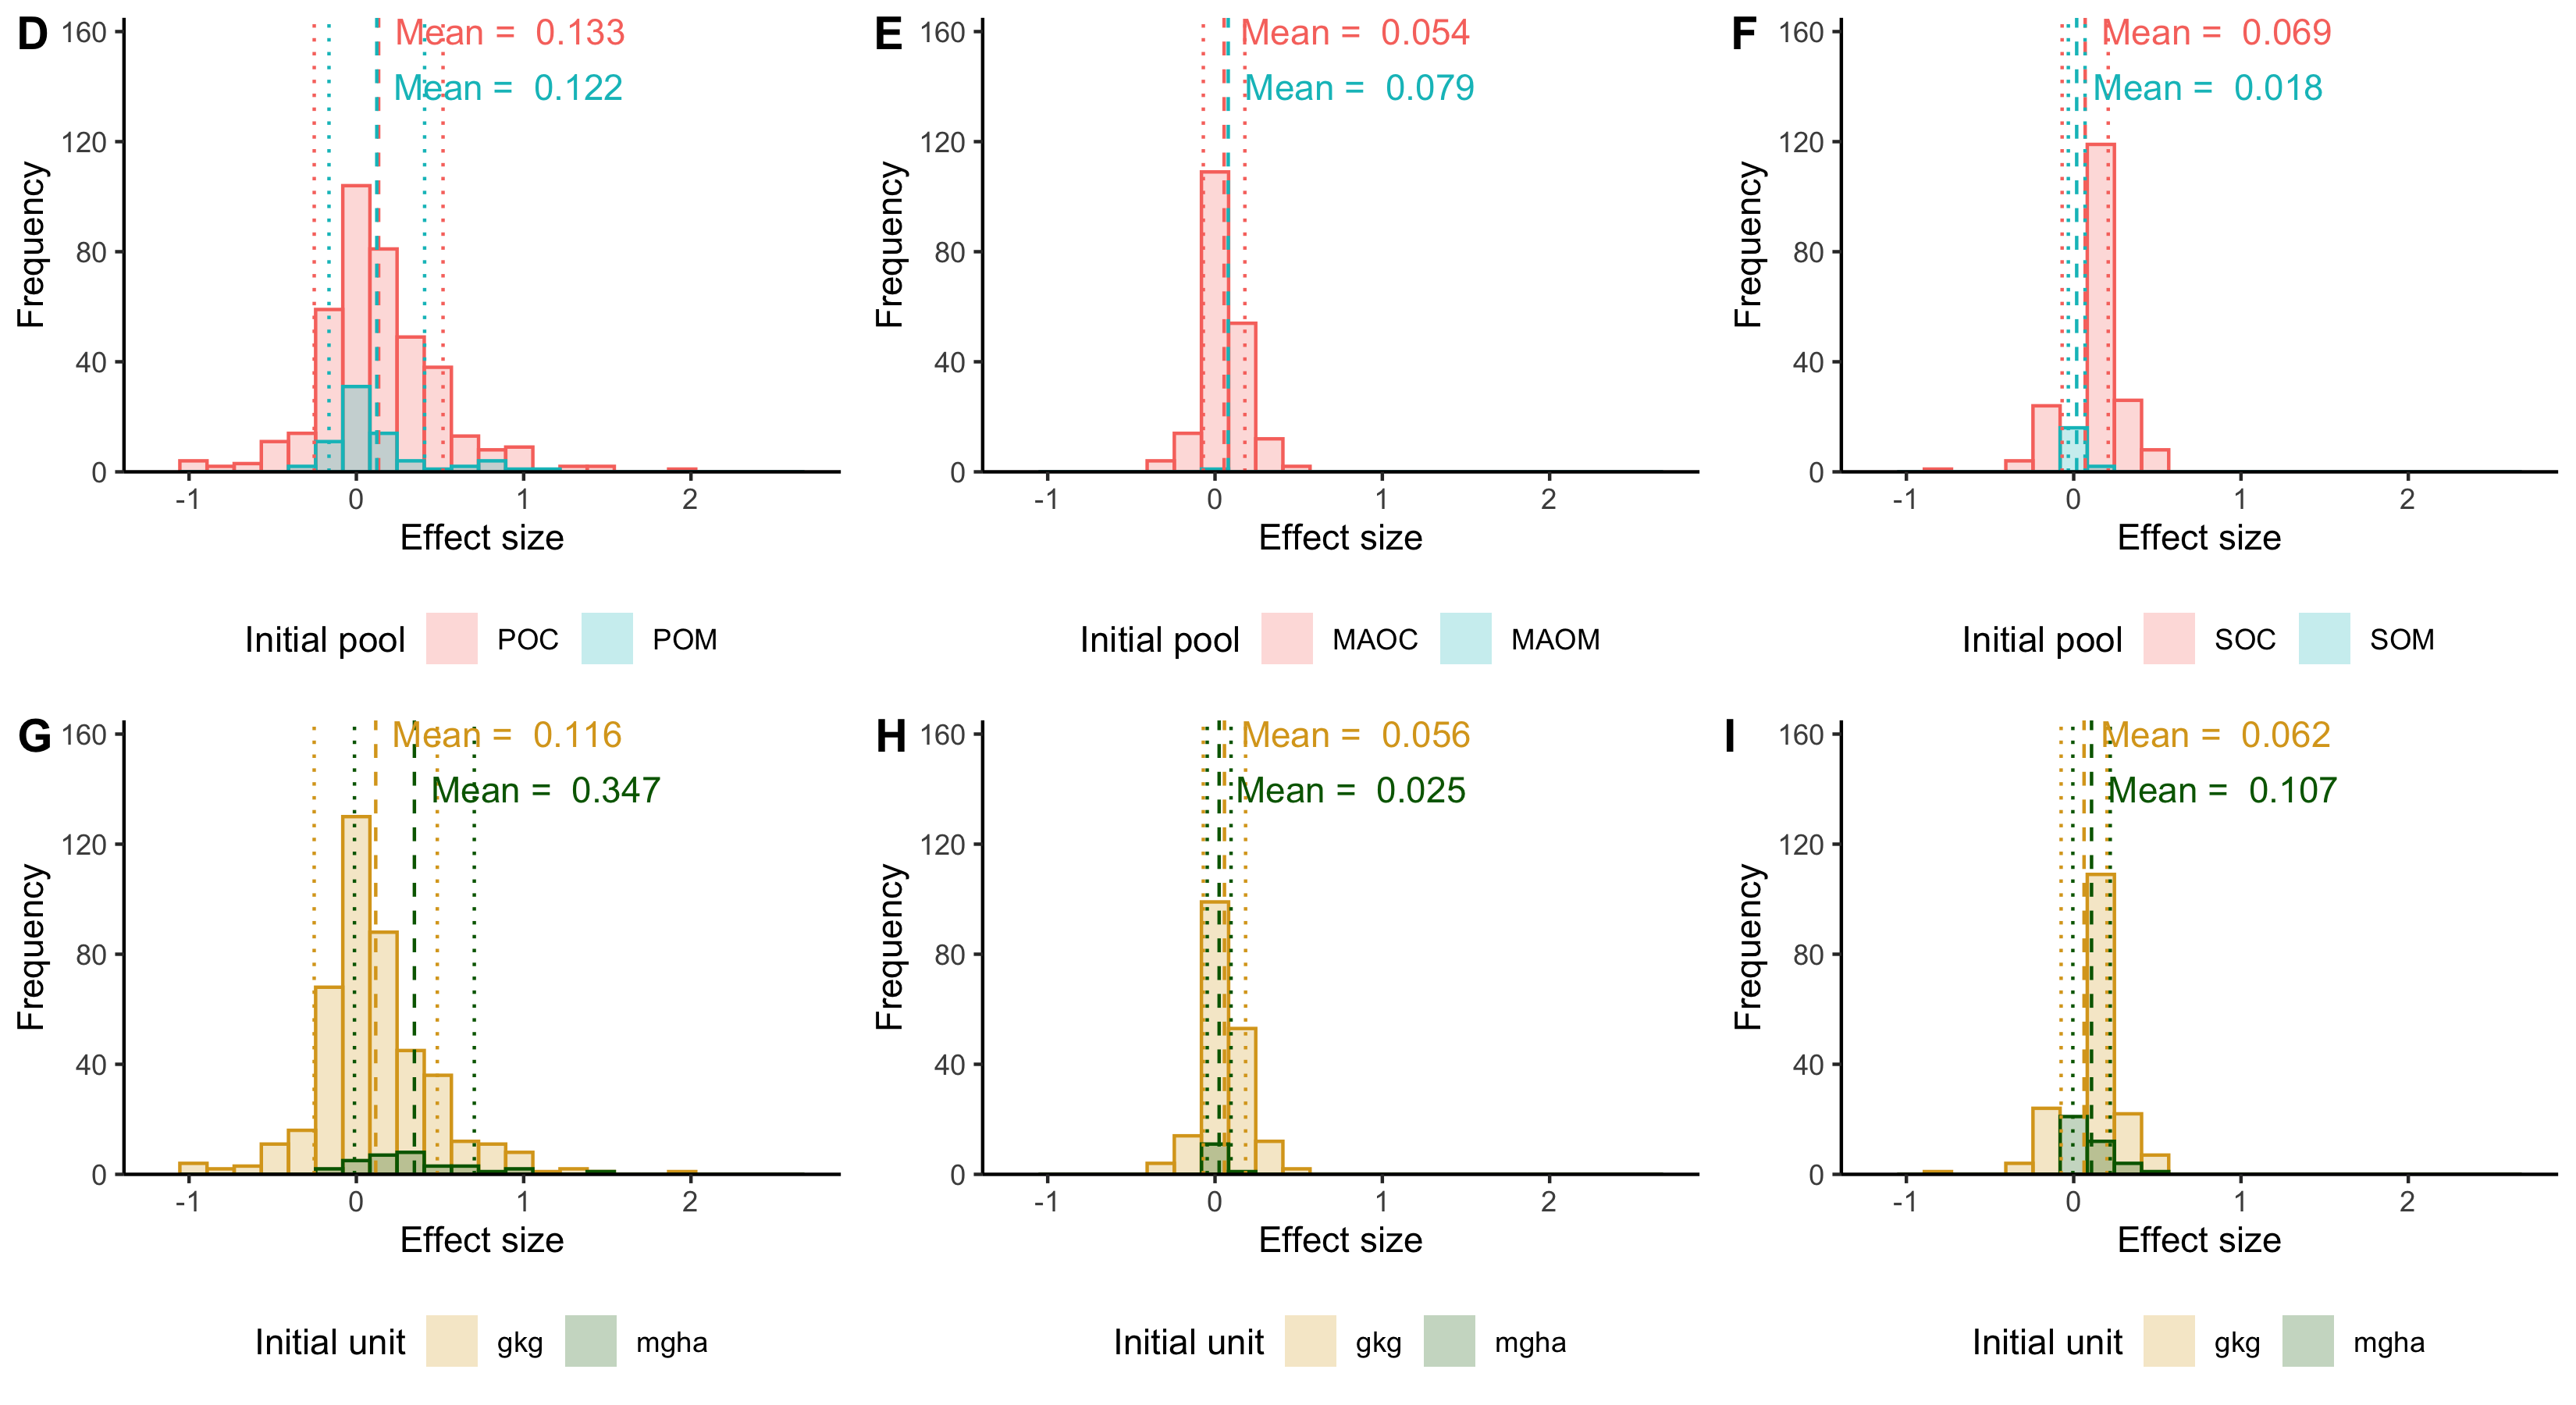 D
160
120
80
40
0
Frequency
Mean = 0.133
Mean = 0.122
-1 0 1 2
Effect size
Initial pool POC POM
E
160
120
80
40
0
Frequency
Mean = 0.054
Mean = 0.079
-1 0 1 2
Effect size
Initial pool MAOC MAOM
F
160
120
80
40
0
Frequency
Mean = 0.069
Mean = 0.018
-1 0 1 2
Effect size
Initial pool SOC SOM
G
160
120
80
40
0
Frequency
Mean = 0.116
Mean = 0.347
-1 0 1 2
Effect size
Initial unit gkg mgha
H
160
120
80
40
0
Frequency
Mean = 0.056
Mean = 0.025
-1 0 1 2
Effect size
Initial unit gkg mgha
I
160
120
80
40
0
Frequency
Mean = 0.062
Mean = 0.107
-1 0 1 2
Effect size
Initial unit gkg mgha